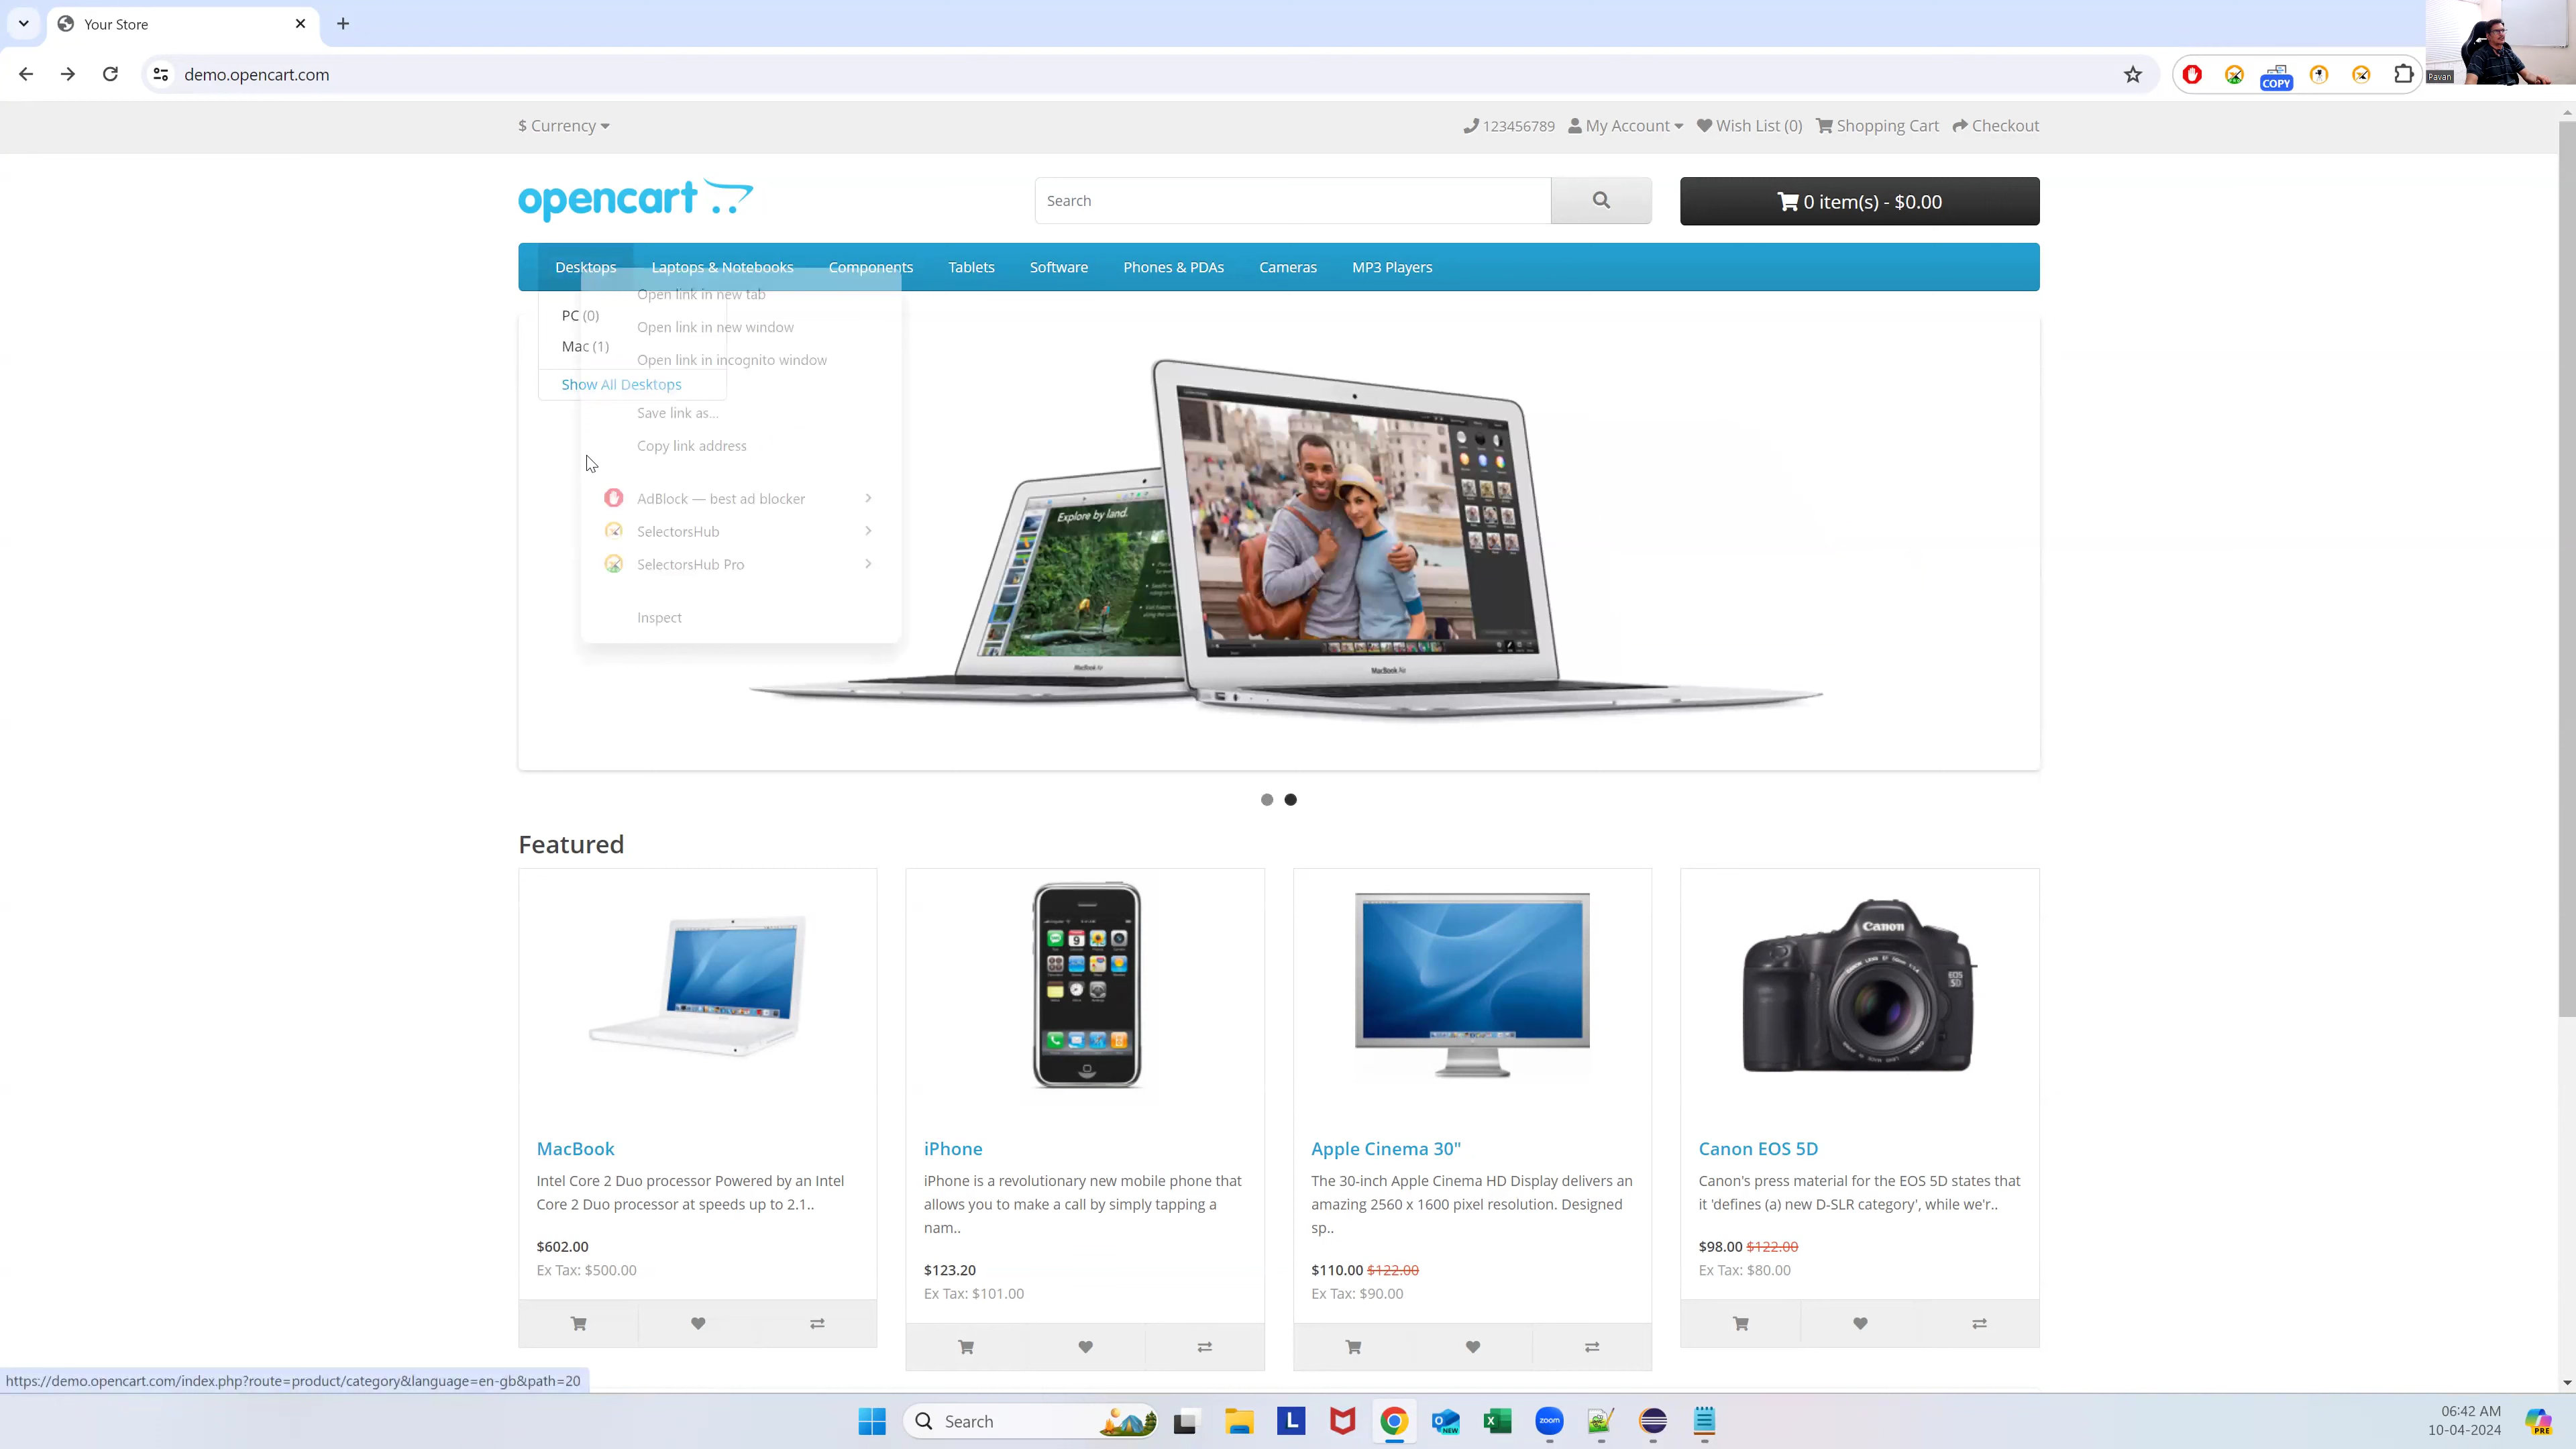 Your Store
demo.opencart.com
COPY
Pavan
$ Currency
123456789 My Account Wish List (0) Shopping Cart Checkout
opencart
Search
0 item(s) - $0.00
Desktops Laptops & Notebooks Components Tablets Software Phones & PDAs Cameras MP3 Players
Open link in new tab
PC (0)
Open link in new window
Mac (1)
Open link in incognito window
Show All Desktops
Save link as...
Copy link address
AdBlock — best ad blocker
SelectorsHub
SelectorsHub Pro
Inspect
Explore by land.
MacBook Air
MacBook Air
Featured
Canon
EOS
5D
MacBook
Intel Core 2 Duo processor Powered by an Intel
Core 2 Duo processor at speeds up to 2.1..
$602.00
Ex Tax: $500.00
iPhone
iPhone is a revolutionary new mobile phone that
allows you to make a call by simply tapping a
nam..
$123.20
Ex Tax: $101.00
Apple Cinema 30"
The 30-inch Apple Cinema HD Display delivers an
amazing 2560 x 1600 pixel resolution. Designed
sp..
$110.00 $122.00
Ex Tax: $90.00
Canon EOS 5D
Canon's press material for the EOS 5D states that
it 'defines (a) new D-SLR category', while we'r..
$98.00 $122.00
Ex Tax: $80.00
https://demo.opencart.com/index.php?route=product/category&language=en-gb&path=20
Search
L
NEW
zoom
06:42 AM
10-04-2024
PRE